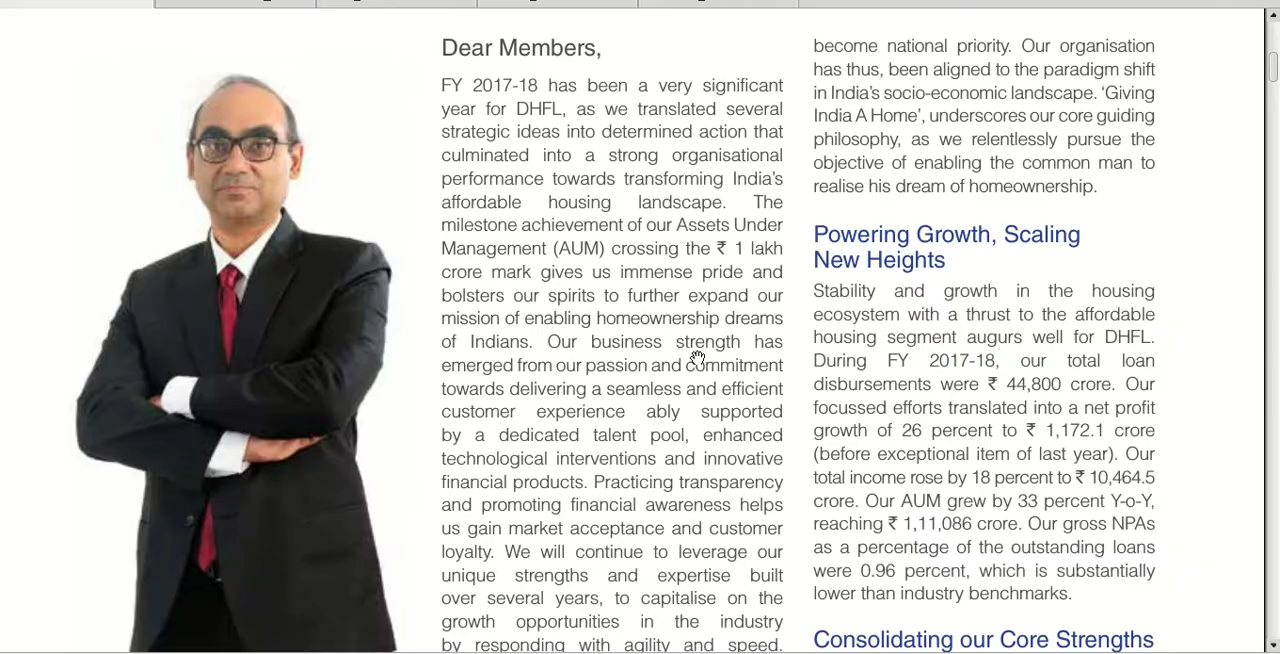 Dear Members,
FY 2017-18 has been a very significant
year for DHFL, as we translated several
strategic ideas into determined action that
culminated into a strong organisational
performance towards transforming India’s
affordable housing landscape. The
milestone achievement of our Assets Under
Management (AUM) crossing the ₹ 1 lakh
crore mark gives us immense pride and
bolsters our spirits to further expand our
mission of enabling homeownership dreams
of Indians. Our business strength has
emerged from our passion and commitment
towards delivering a seamless and efficient
customer experience ably supported
by a dedicated talent pool, enhanced
technological interventions and innovative
financial products. Practicing transparency
and promoting financial awareness helps
us gain market acceptance and customer
loyalty. We will continue to leverage our
unique strengths and expertise built
over several years, to capitalise on the
growth opportunities in the industry
by responding with agility and speed.
become national priority. Our organisation
has thus, been aligned to the paradigm shift
in India’s socio-economic landscape. ‘Giving
India A Home’, underscores our core guiding
philosophy, as we relentlessly pursue the
objective of enabling the common man to
realise his dream of homeownership.
Powering Growth, Scaling
New Heights
Stability and growth in the housing
ecosystem with a thrust to the affordable
housing segment augurs well for DHFL.
During FY 2017-18, our total loan
disbursements were ₹ 44,800 crore. Our
focussed efforts translated into a net profit
growth of 26 percent to ₹ 1,172.1 crore
(before exceptional item of last year). Our
total income rose by 18 percent to ₹ 10,464.5
crore. Our AUM grew by 33 percent Y-o-Y,
reaching ₹ 1,11,086 crore. Our gross NPAs
as a percentage of the outstanding loans
were 0.96 percent, which is substantially
lower than industry benchmarks.
Consolidating our Core Strengths